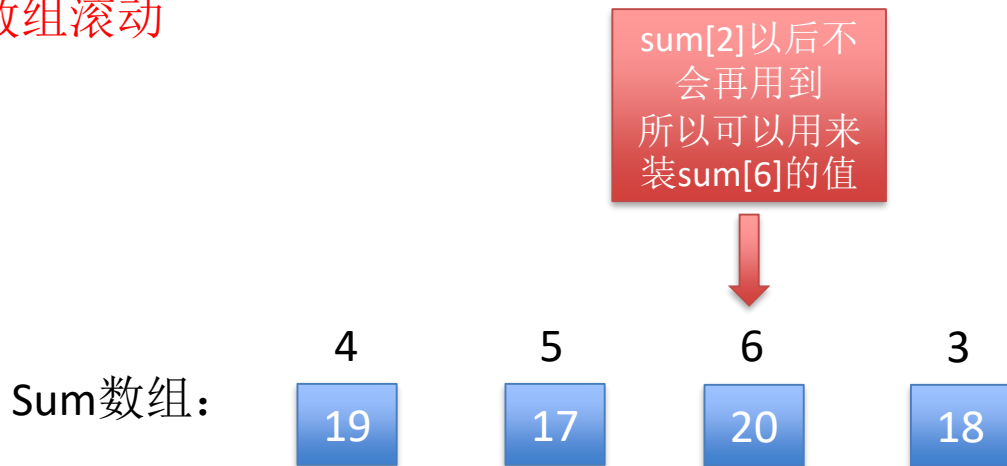 数组滚动
sum[2]以后不
会再用到
所以可以用来
装sum[6]的值
4 5 6 3
Sum数组：
19 17 20 18